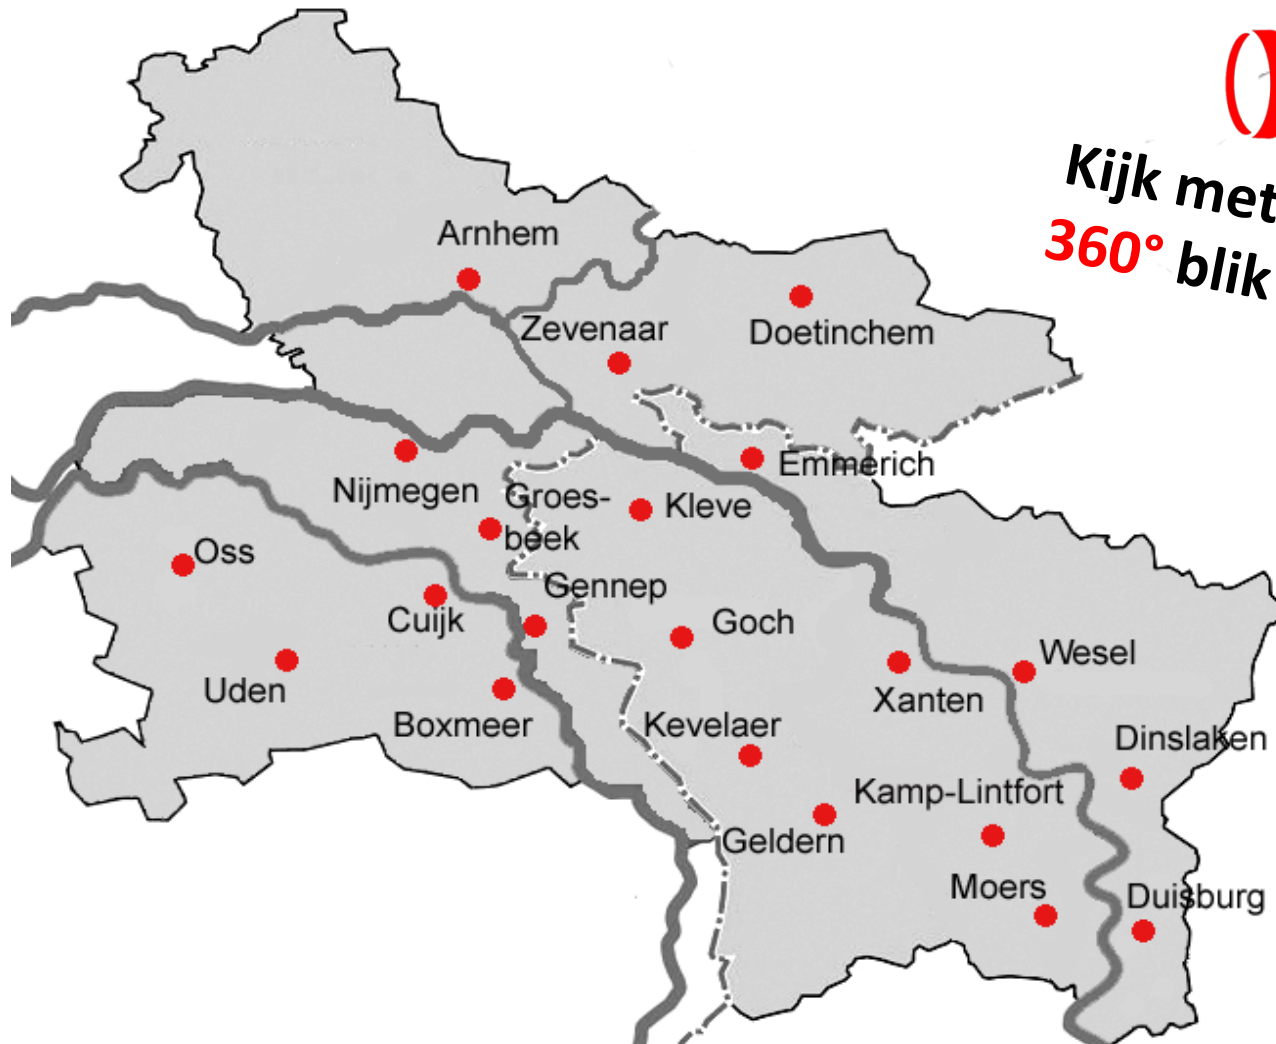 Kijk met
360° blik
Arnhem
Zevenaar
Doetinchem
Emmerich
Nijmegen
Groes-
beek
Kleve
Oss
Gennep
Cuijk
Goch
Uden
Boxmeer
Kevelaer
Xanten
Wesel
Dinslaken
Kamp-Lintfort
Geldern
Moers
Duisburg